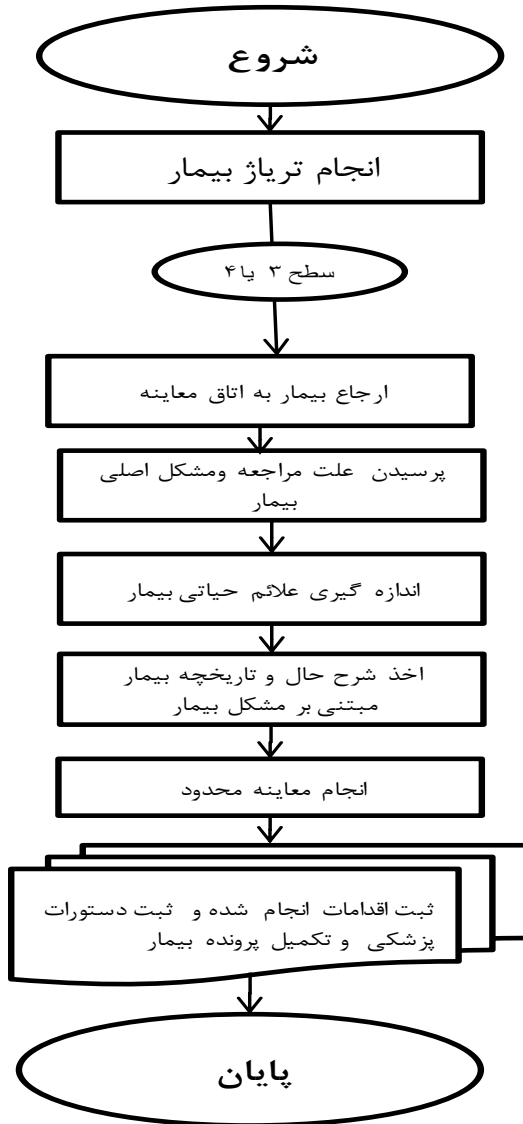 شروع
انجام تریاژ بیمار
سطح ۳ یا ۴
ارجاع بیمار به اتاق معاینه
پرسیدن علت مراجعه ومشکل اصلی
بیمار
اندازه گیری علائم حیاتی بیمار
اخذ شرح حال و تاریخچه بیمار
مبتنی بر مشکل بیمار
انجام معاینه محدود
ثبت اقدامات انجام شده و ثبت دستورات
پزشکی و تکمیل پرونده بیمار
پایان